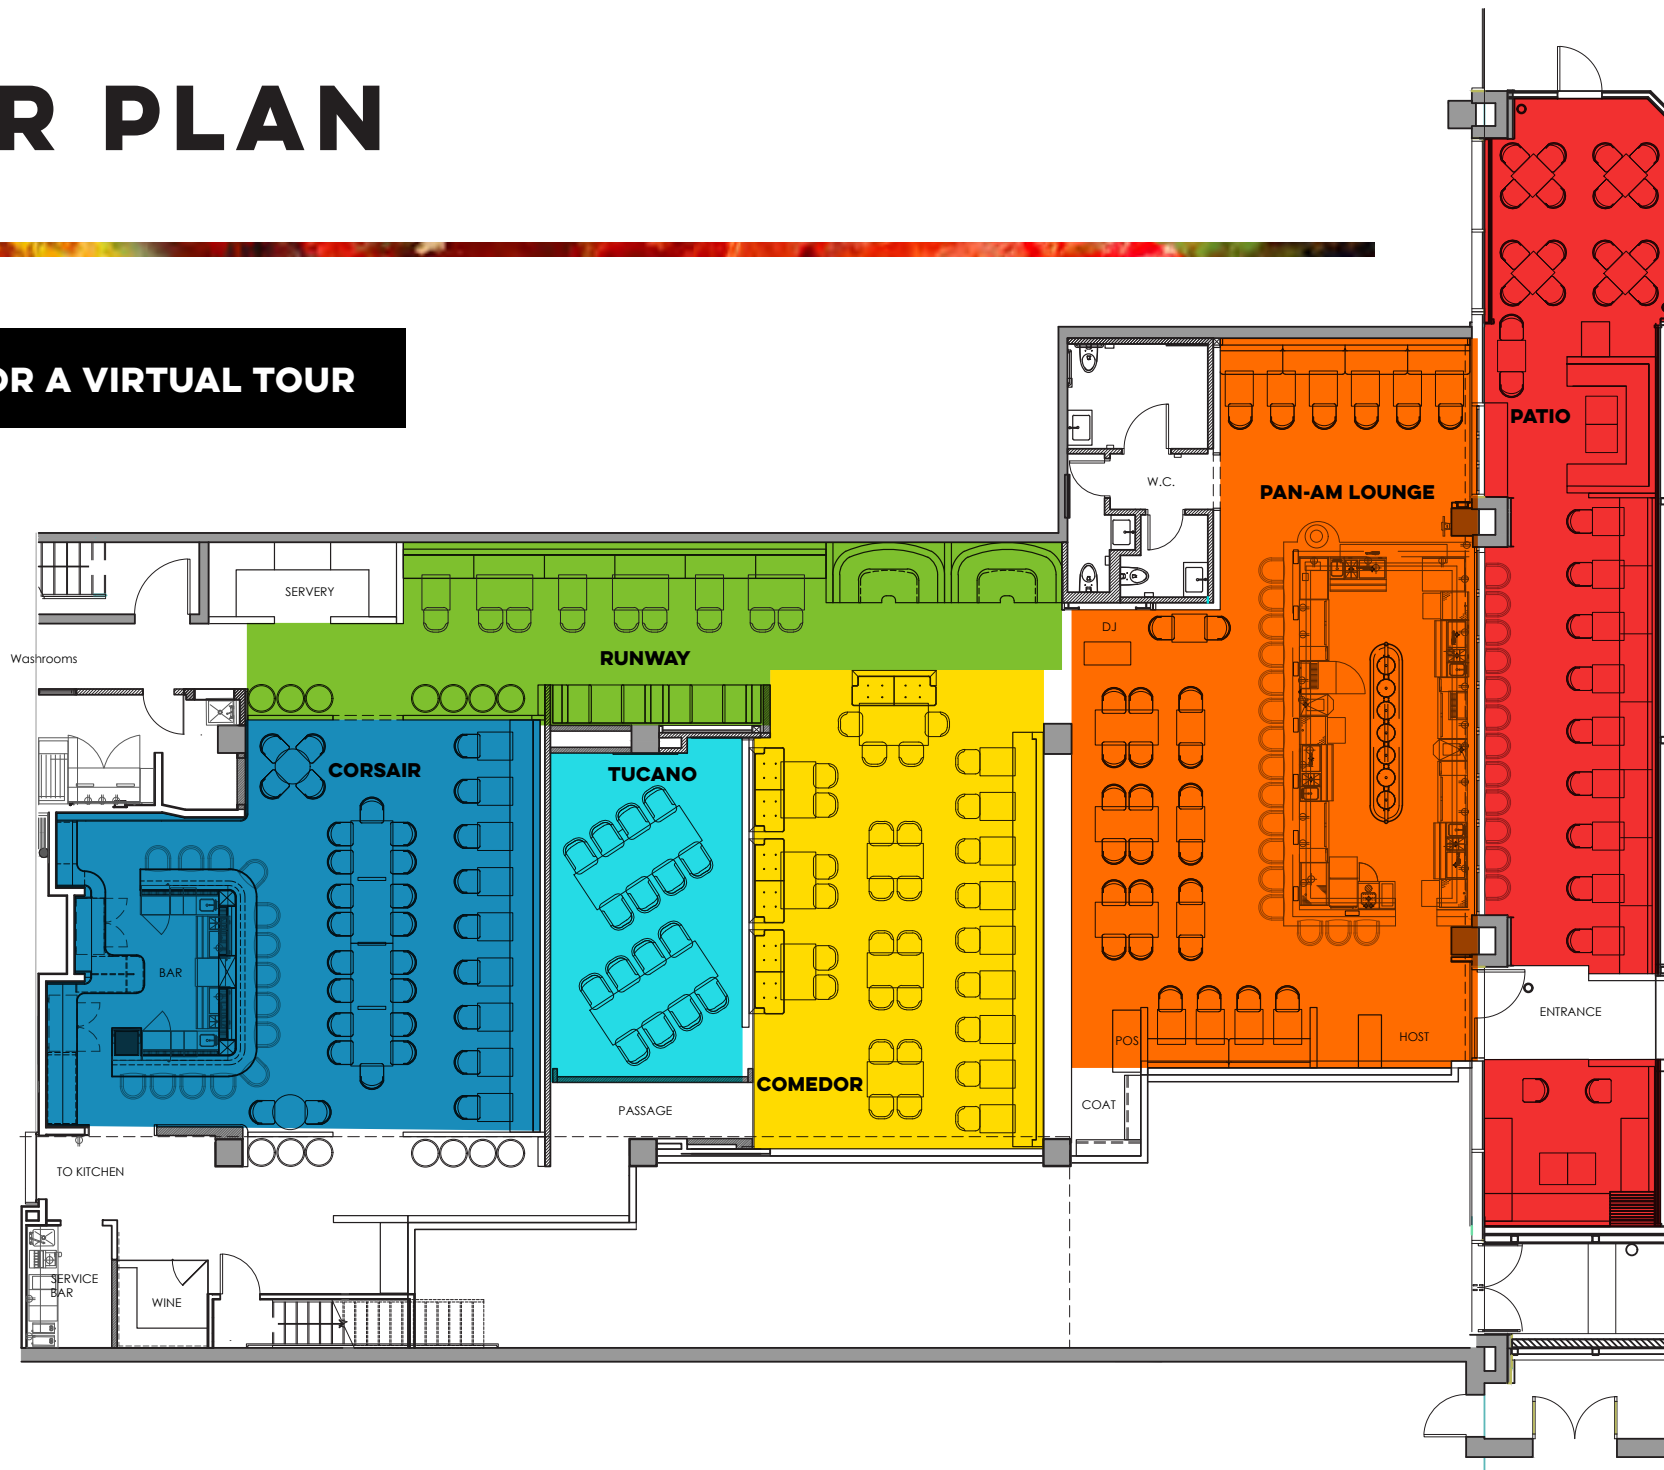 R PLAN
OR A VIRTUAL TOUR
PATIO
W.C.
PAN-AM LOUNGE
SERVERY
DJ
Washrooms
RUNWAY
CORSAIR
TUCANO
BAR
ENTRANCE
HOST
POS
COMEDOR
COAT
PASSAGE
TO KITCHEN
SERVICE
BAR
WINE